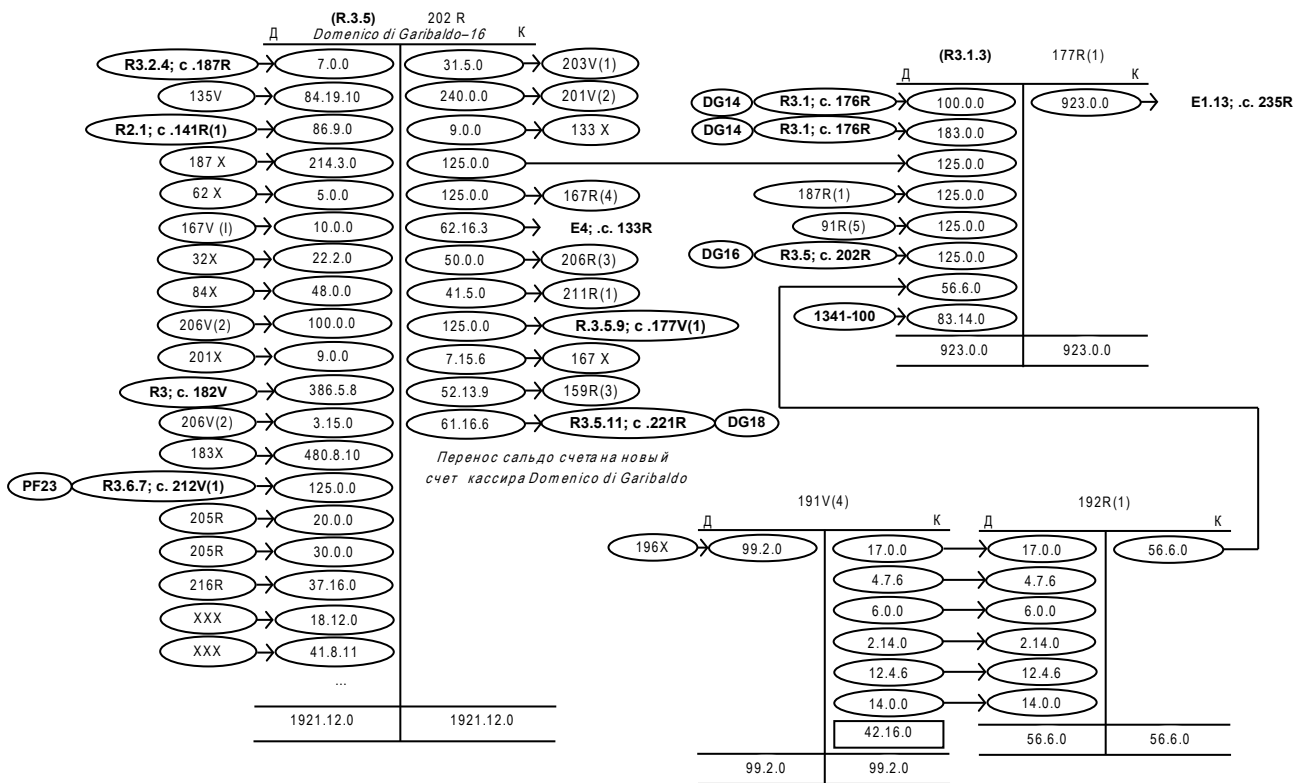 (R.3.5) 202 R
Д Domenico di Garibaldo–16 К
R3.2.4; с .187R 7.0.0 31.5.0 203V(1)
135V 84.19.10 240.0.0 201V(2)
R2.1; с .141R(1) 86.9.0 9.0.0 133 X
187 X 214.3.0 125.0.0
62 X 5.0.0 125.0.0 167R(4)
167V (I) 10.0.0 62.16.3 E4; .с. 133R
32X 22.2.0 50.0.0 206R(3)
84X 48.0.0 41.5.0 211R(1)
206V(2) 100.0.0 125.0.0 R.3.5.9; с .177V(1)
201X 9.0.0 7.15.6 167 X
R3; с. 182V 386.5.8 52.13.9 159R(3)
206V(2) 3.15.0 61.16.6 R3.5.11; с .221R DG18
183X 480.8.10
PF23 R3.6.7; с. 212V(1) 125.0.0
205R 20.0.0
205R 30.0.0
216R 37.16.0
XXX 18.12.0
XXX 41.8.11
...
1921.12.0 1921.12.0
Перенос сальдо счета на новый
счет кассира Domenico di Garibaldo
(R3.1.3) 177R(1)
Д К
DG14 R3.1; с. 176R 100.0.0 923.0.0 E1.13; .с. 235R
DG14 R3.1; с. 176R 183.0.0
125.0.0
187R(1) 125.0.0
91R(5) 125.0.0
DG16 R3.5; с. 202R 125.0.0
56.6.0
1341-100 83.14.0
923.0.0 923.0.0
191V(4) 192R(1)
Д К Д К
196X 99.2.0 17.0.0 17.0.0 56.6.0
4.7.6 4.7.6
6.0.0 6.0.0
2.14.0 2.14.0
12.4.6 12.4.6
14.0.0 14.0.0
42.16.0 56.6.0 56.6.0
99.2.0 99.2.0